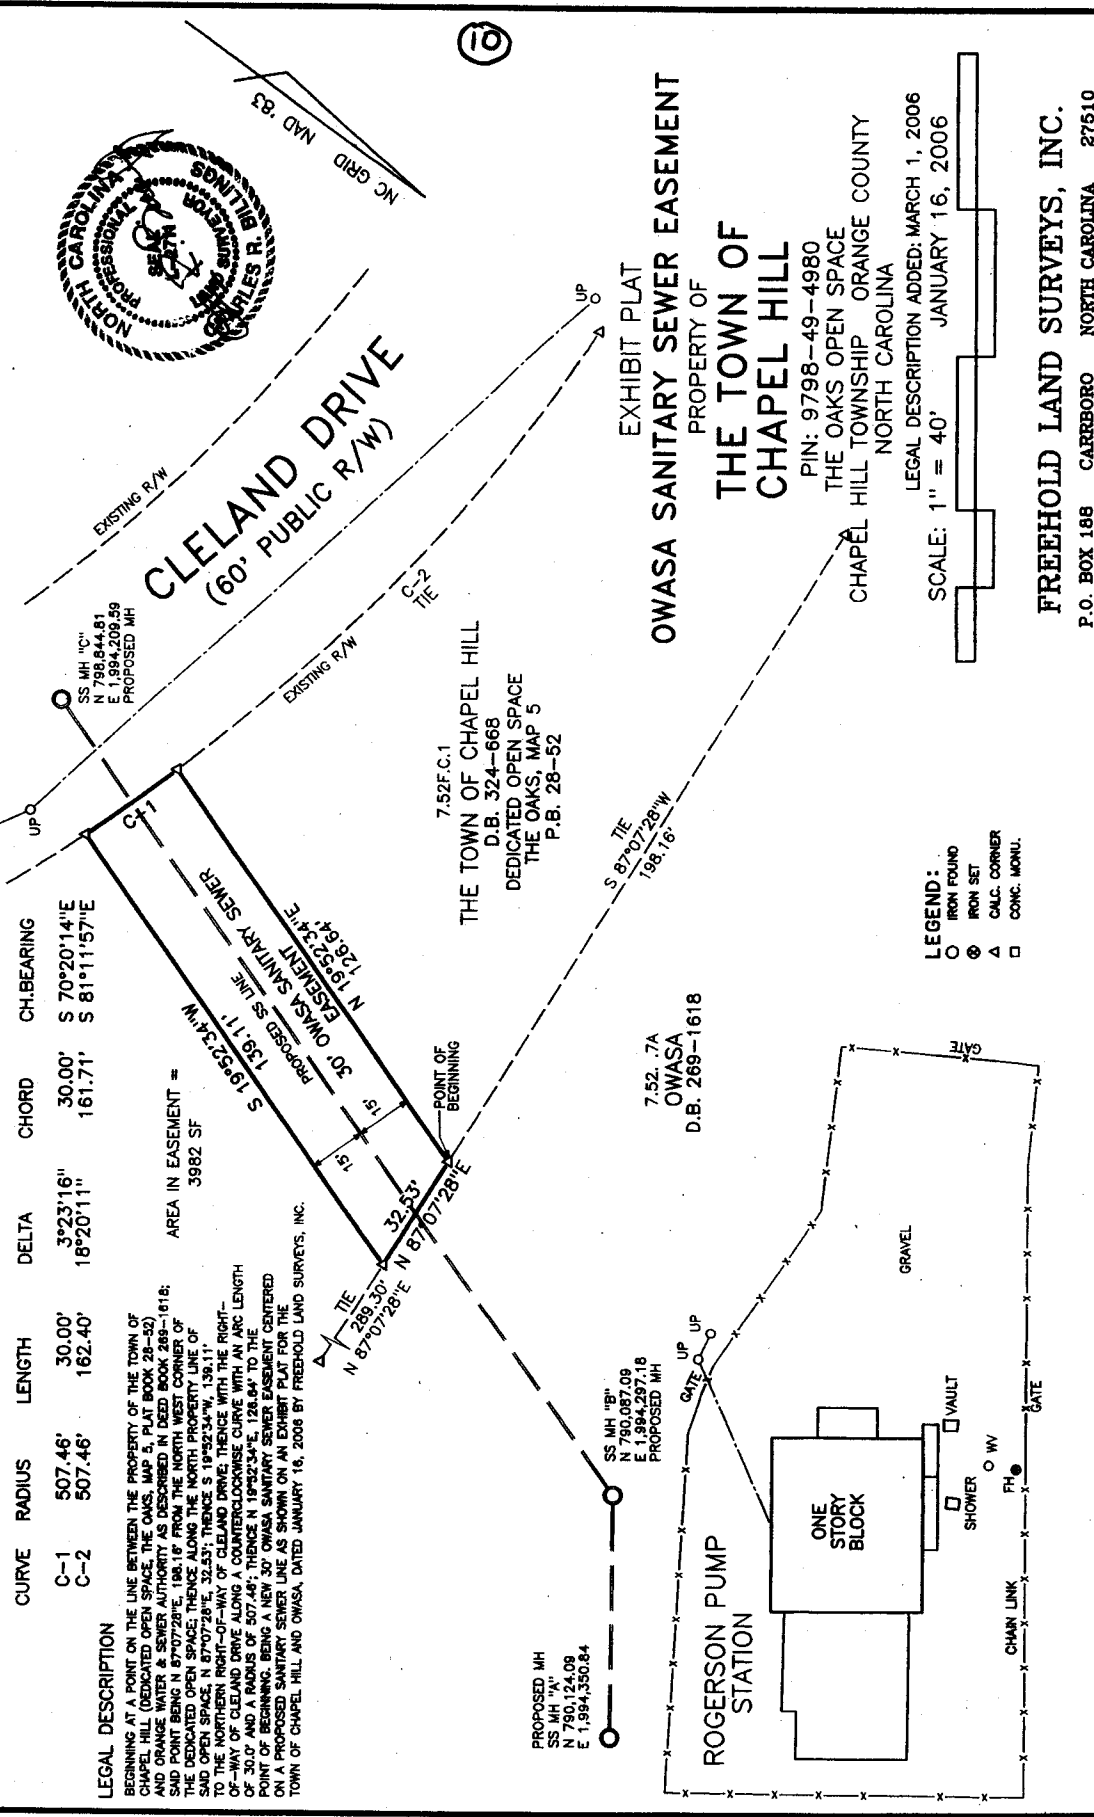 CURVE RADIUS LENGTH DELTA CHORD CH.BEARING
C-1 507.46' 30.00' 3°23'16" 30.00' S 70°20'14"E
C-2 507.46' 162.40' 18°20'11" 161.71' S 81°11'57"E
LEGAL DESCRIPTION
BEGINNING AT A POINT ON THE LINE BETWEEN THE PROPERTY OF THE TOWN OF
CHAPEL HILL (DEDICATED OPEN SPACE, THE OAKS, MAP 5, PLAT BOOK 28-52)
AND ORANGE WATER & SEWER AUTHORITY AS DESCRIBED IN DEED BOOK 269-1618;
SAID POINT BEING N 87°07'28"E, 198.16' FROM THE NORTH WEST CORNER OF
THE DEDICATED OPEN SPACE; THENCE ALONG THE NORTH PROPERTY LINE OF
SAID OPEN SPACE, N 87°07'28"E, 32.53'; THENCE S 19°52'34"W, 139.11'
TO THE NORTHERN RIGHT-OF-WAY OF CLELAND DRIVE; THENCE WITH THE RIGHT-
OF-WAY OF CLELAND DRIVE ALONG A COUNTERCLOCKWISE CURVE WITH AN ARC LENGTH
OF 30.0' AND A RADIUS OF 507.46'; THENCE N 19°52'34"E, 126.64' TO THE
POINT OF BEGINNING. BEING A NEW 30' OWASA SANITARY SEWER EASEMENT CENTERED
ON A PROPOSED SANITARY SEWER LINE AS SHOWN ON AN EXHIBIT PLAT FOR THE
TOWN OF CHAPEL HILL AND OWASA, DATED JANUARY 16, 2006 BY FREEHOLD LAND SURVEYS, INC.
AREA IN EASEMENT =
3982 SF
UP
SS MH "C"
N 798,844.81
E 1,994,209.59
PROPOSED MH
EXISTING R/W
CLELAND DRIVE
(60' PUBLIC R/W)
NORTH CAROLINA
PROFESSIONAL
SEAL
LAND SURVEYOR
CHARLES R. BILLINGS
NC GRID NAD '83
10
C-1
S 19°52'34"W
139.11'
PROPOSED SS LINE
30' OWASA SANITARY SEWER
EASEMENT
N 19°52'34"E
126.64'
15'
15'
EXISTING R/W
C-2
TIE
UP
TIE
289.30'
N 87°07'28"E
32.53'
N 87°07'28"E
POINT OF
BEGINNING
7.52F.C.1
THE TOWN OF CHAPEL HILL
D.B. 324-668
DEDICATED OPEN SPACE
THE OAKS, MAP 5
P.B. 28-52
TIE
S 87°07'28"W
198.16'
PROPOSED MH
SS MH "A"
N 790,124.09
E 1,994,350.84
SS MH "B"
N 790,087.09
E 1,994,297.18
PROPOSED MH
7.52. .7A
OWASA
D.B. 269-1618
ROGERSON PUMP
STATION
GATE
UP
UP
ONE
STORY
BLOCK
GRAVEL
GATE
SHOWER
VAULT
WV
FH
GATE
CHAIN LINK
LEGEND:
IRON FOUND
IRON SET
CALC. CORNER
CONC. MONU.
EXHIBIT PLAT
OWASA SANITARY SEWER EASEMENT
PROPERTY OF
THE TOWN OF
CHAPEL HILL
PIN: 9798-49-4980
THE OAKS OPEN SPACE
CHAPEL HILL TOWNSHIP ORANGE COUNTY
NORTH CAROLINA
LEGAL DESCRIPTION ADDED: MARCH 1, 2006
SCALE: 1" = 40' JANUARY 16, 2006
FREEHOLD LAND SURVEYS, INC.
P.O. BOX 188 CARRBORO NORTH CAROLINA 27510